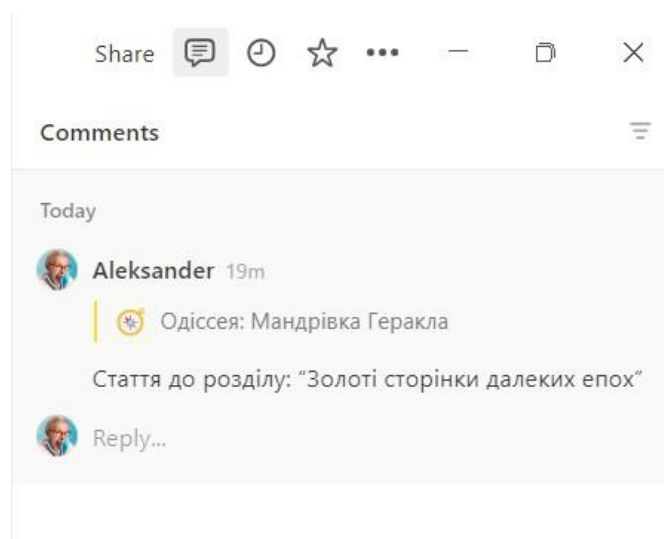 Share
Comments
Today
Aleksander 19m
Одіссея: Мандрівка Геракла
Стаття до розділу: “Золоті сторінки далеких епох”
Reply...